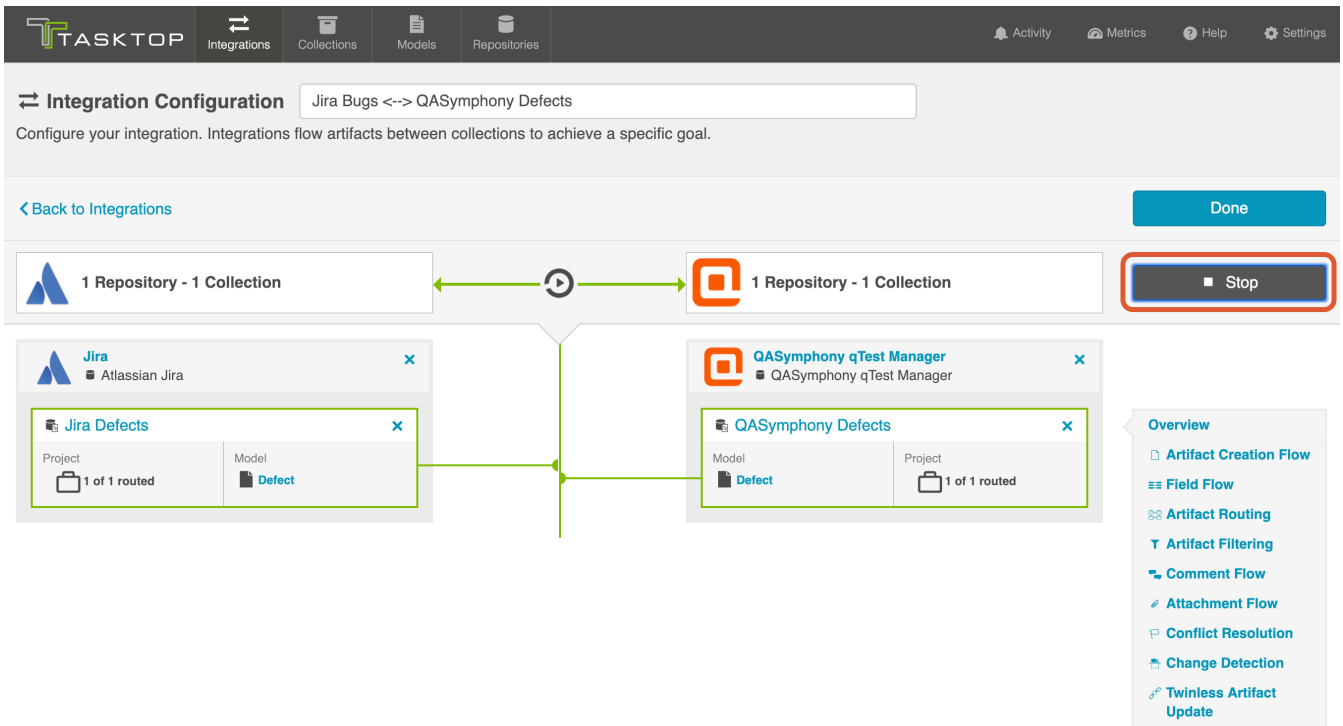 TASKTOP
Integrations
Collections
Models
Repositories
Activity
Metrics
Help
Settings
Integration Configuration
Jira Bugs <--> QASymphony Defects
Configure your integration. Integrations flow artifacts between collections to achieve a specific goal.
Back to Integrations
Done
1 Repository - 1 Collection
1 Repository - 1 Collection
Stop
Jira
Atlassian Jira
QASymphony qTest Manager
QASymphony qTest Manager
Jira Defects
Project
1 of 1 routed
Model
Defect
QASymphony Defects
Model
Defect
Project
1 of 1 routed
Overview
Artifact Creation Flow
Field Flow
Artifact Routing
Artifact Filtering
Comment Flow
Attachment Flow
Conflict Resolution
Change Detection
Twinless Artifact
Update